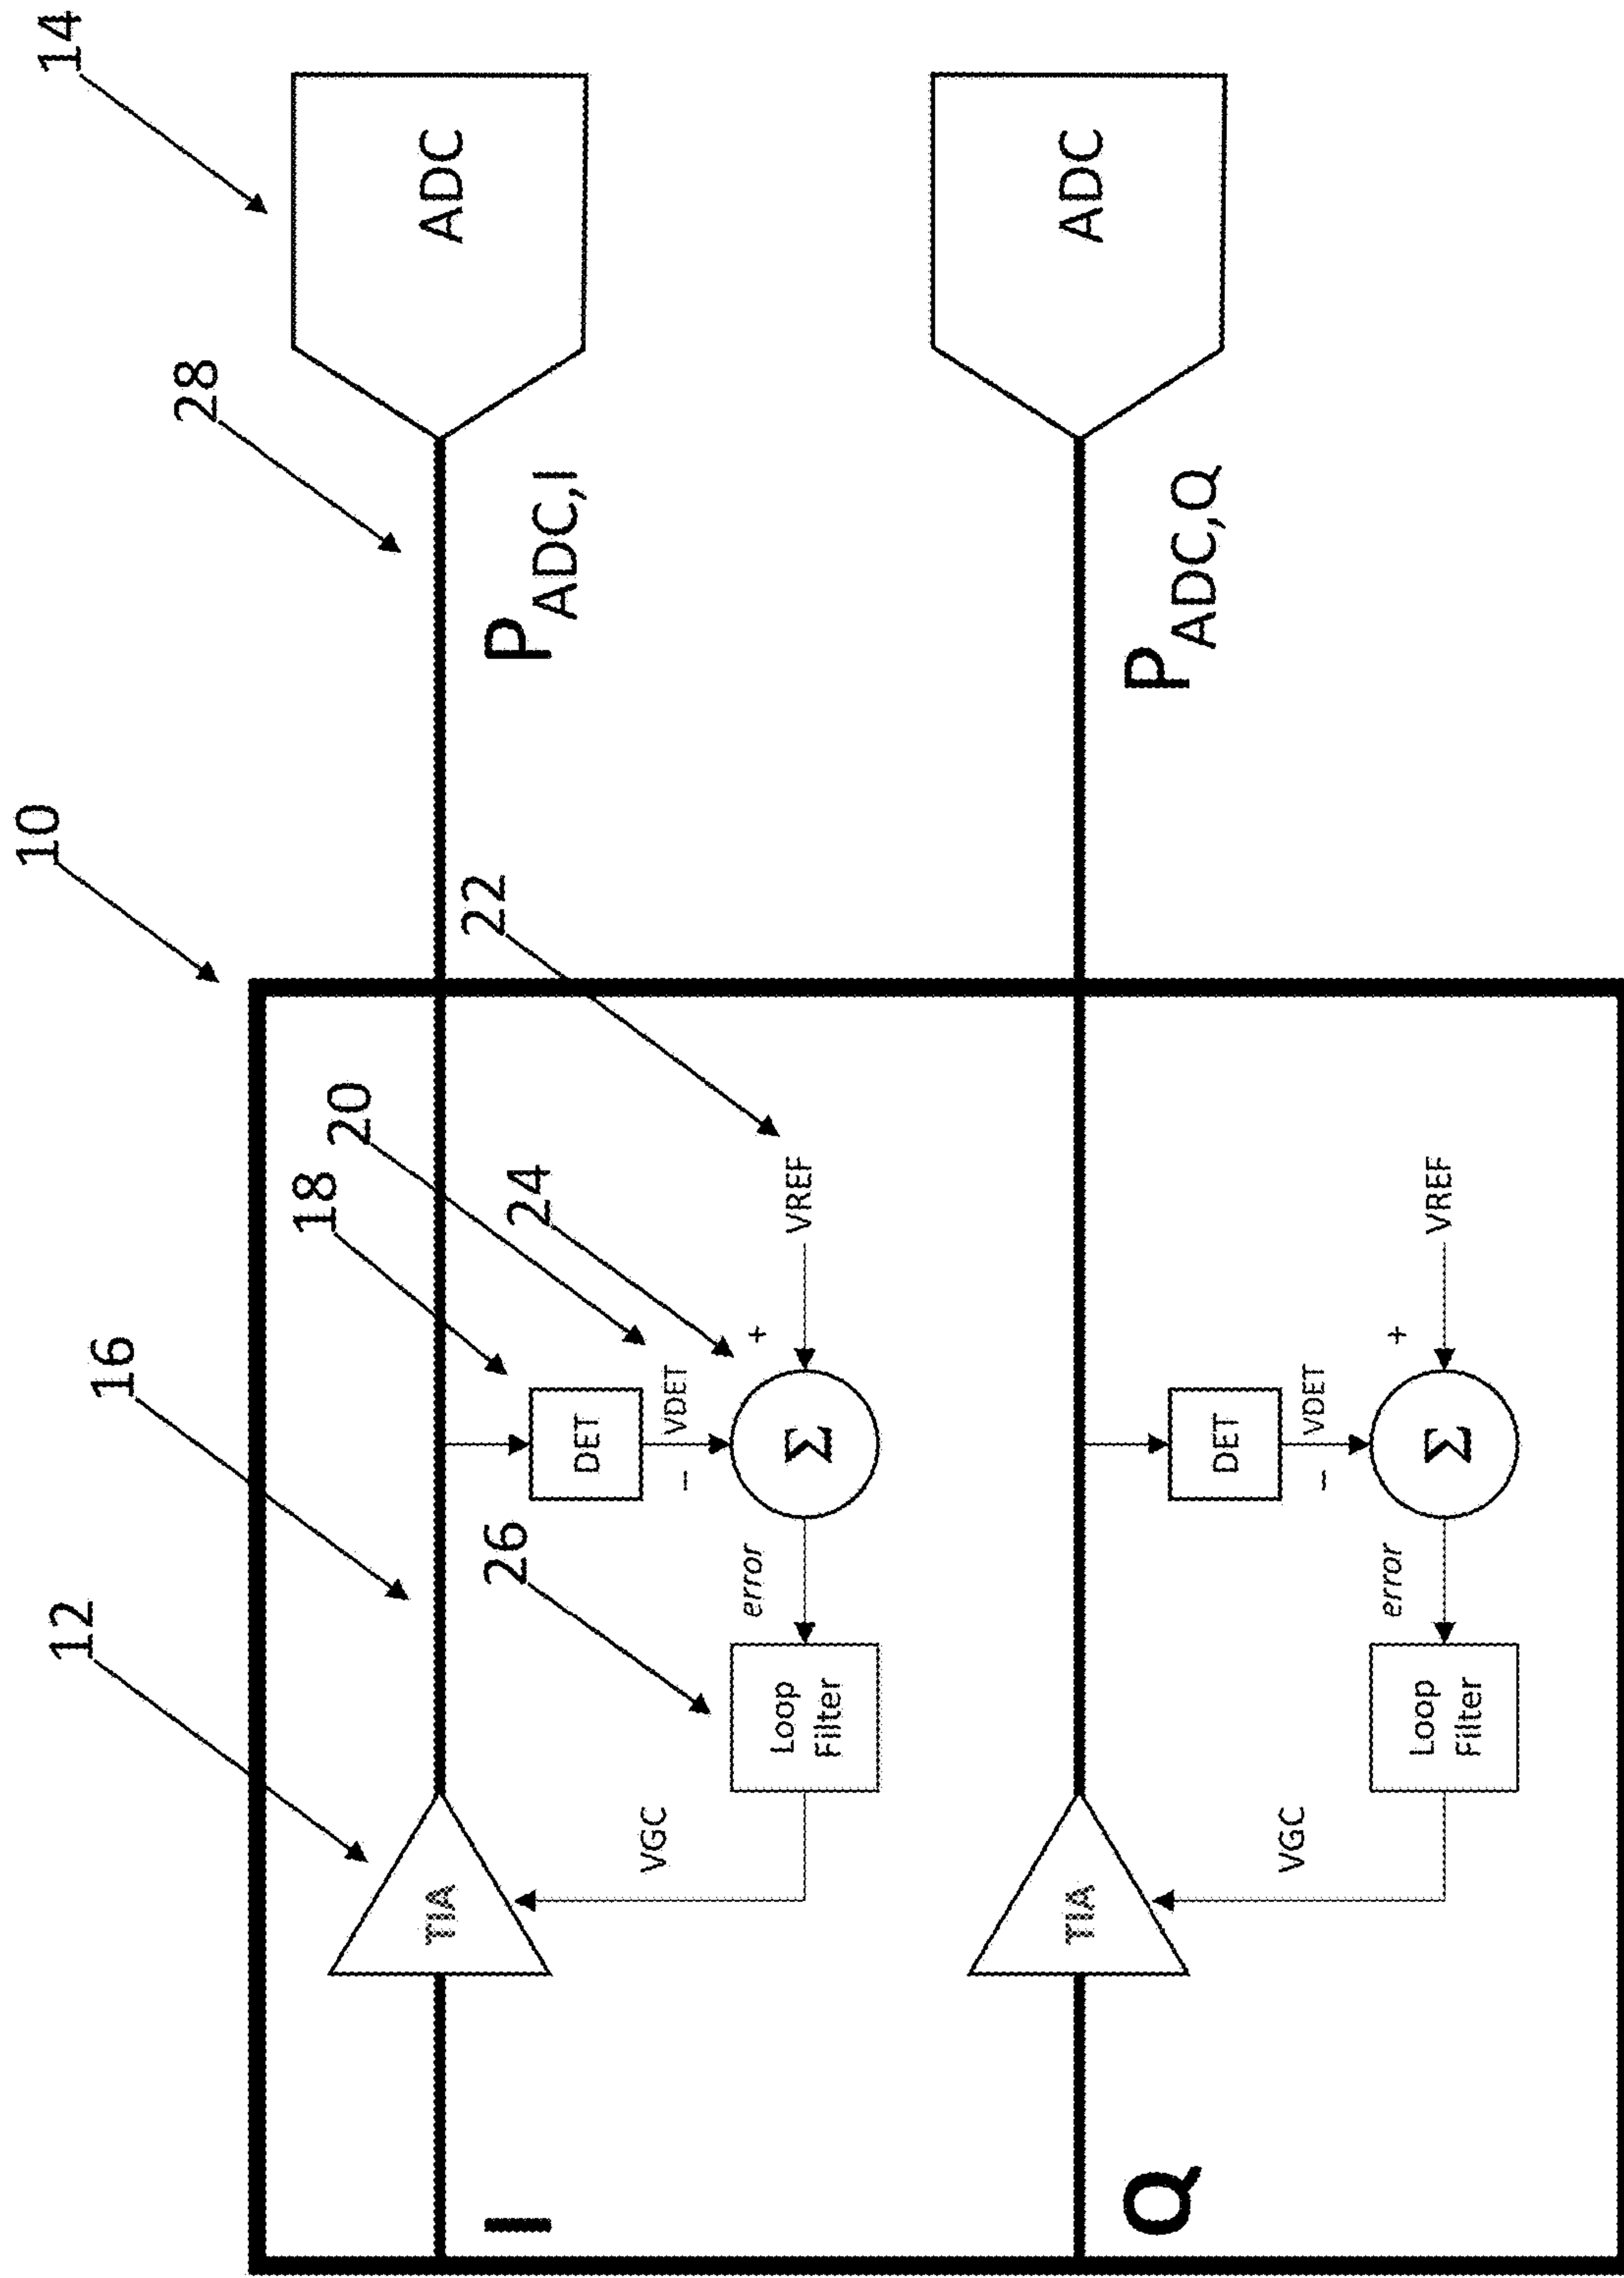 10
14
12
16
18
20
28
TIA
ADC
I
26
24
22
P_ADC,I
DET
VGC
− VDET
error
+
Loop
Filter
Σ
VREF
TIA
ADC
Q
P_ADC,Q
DET
VGC
− VDET
error
+
Loop
Filter
Σ
VREF